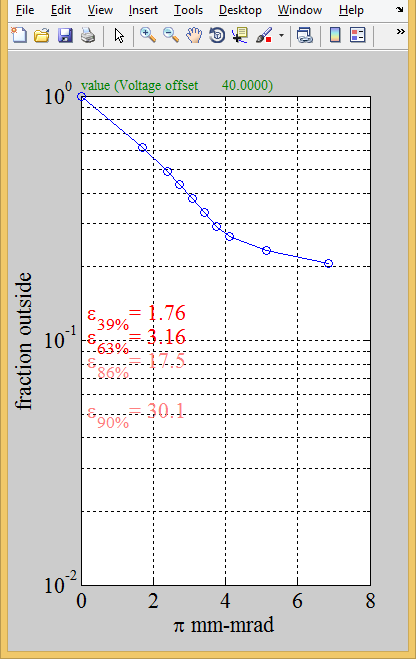 File Edit View Insert Tools Desktop Window Help
value (Voltage offset 40.0000)
10⁰
ε39% = 1.76
10⁻¹
ε63% = 3.16
ε86% = 17.5
ε90% = 30.1
fraction outside
10⁻²
0 2 4 6 8
π mm-mrad